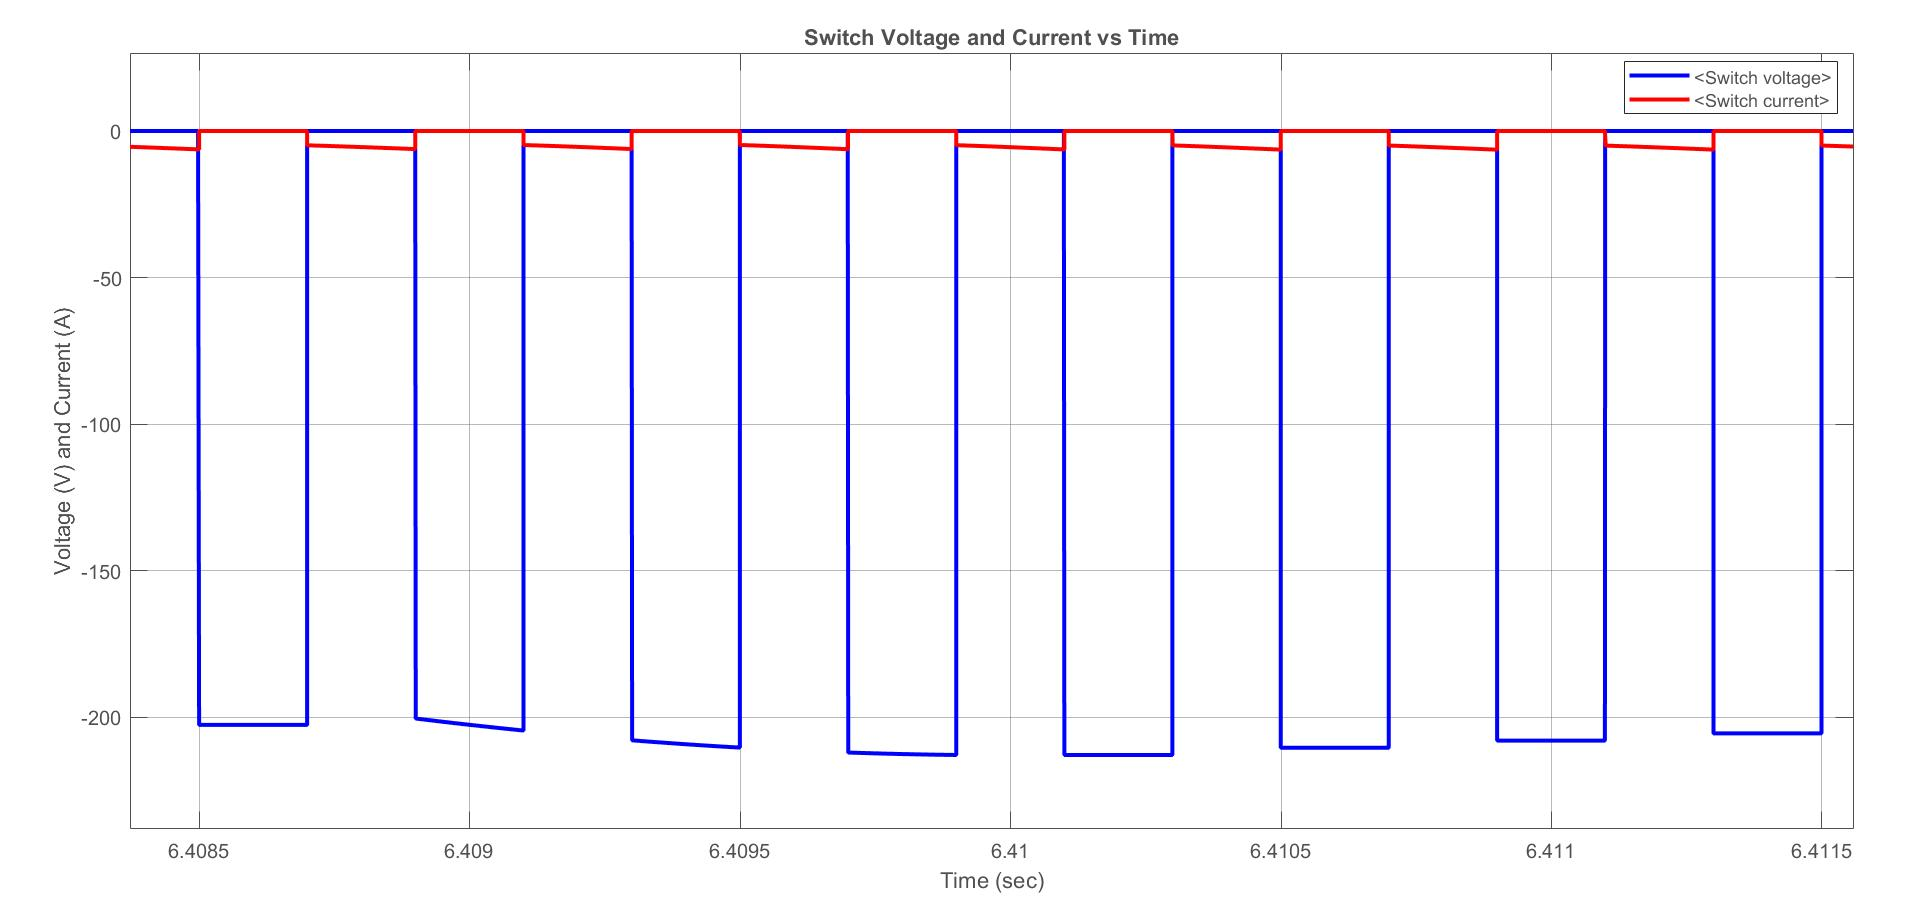 Switch Voltage and Current vs Time
<Switch voltage>
<Switch current>
Voltage (V) and Current (A)
0
-50
-100
-150
-200
6.4085 6.409 6.4095 6.41 6.4105 6.411 6.4115
Time (sec)